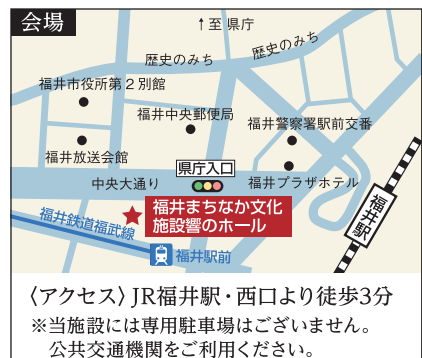 会場
↑至 県庁
歴史のみち
歴史のみち
福井市役所第2別館
福井中央郵便局
福井警察署駅前交番
福井放送会館
県庁入口
中央大通り
福井プラザホテル
福井まちなか文化
施設響のホール
福井鉄道福武線
福井駅前
福井駅
〈アクセス〉JR福井駅・西口より徒歩3分
※当施設には専用駐車場はございません。
公共交通機関をご利用ください。